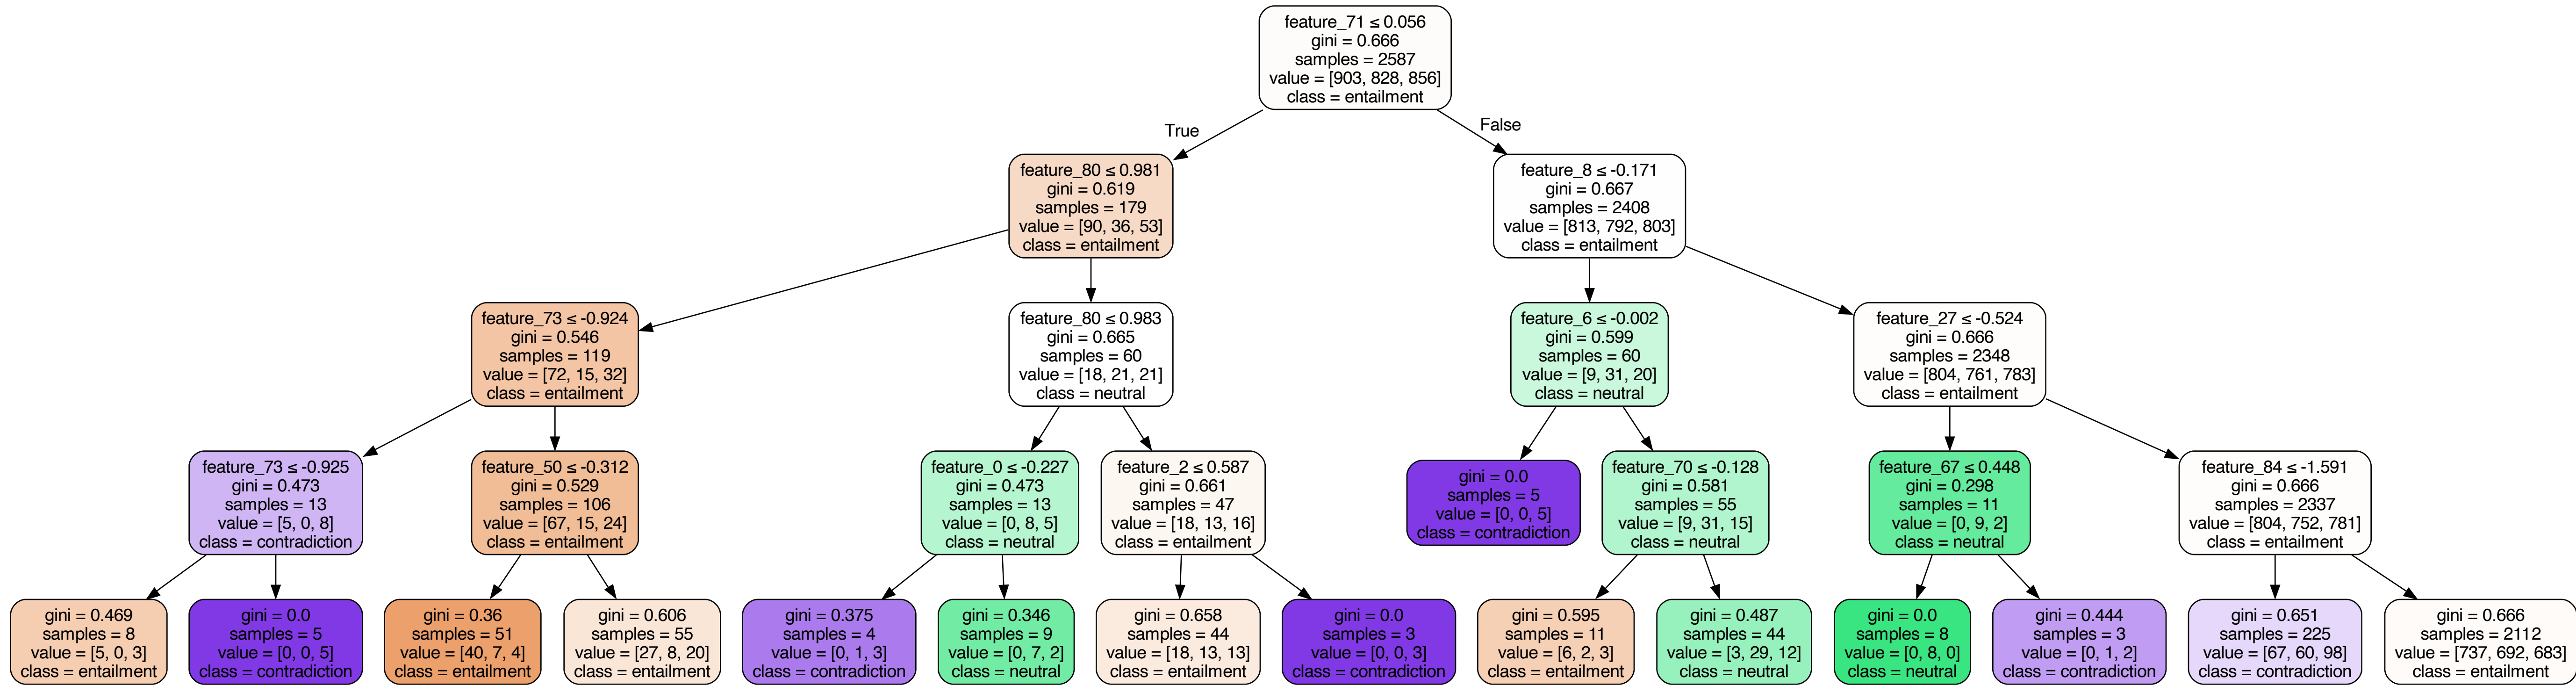 feature_71 ≤ 0.056
gini = 0.666
samples = 2587
value = [903, 828, 856]
class = entailment
True
False
feature_80 ≤ 0.981
gini = 0.619
samples = 179
value = [90, 36, 53]
class = entailment
feature_8 ≤ -0.171
gini = 0.667
samples = 2408
value = [813, 792, 803]
class = entailment
feature_73 ≤ -0.924
gini = 0.546
samples = 119
value = [72, 15, 32]
class = entailment
feature_80 ≤ 0.983
gini = 0.665
samples = 60
value = [18, 21, 21]
class = neutral
feature_6 ≤ -0.002
gini = 0.599
samples = 60
value = [9, 31, 20]
class = neutral
feature_27 ≤ -0.524
gini = 0.666
samples = 2348
value = [804, 761, 783]
class = entailment
feature_73 ≤ -0.925
gini = 0.473
samples = 13
value = [5, 0, 8]
class = contradiction
feature_50 ≤ -0.312
gini = 0.529
samples = 106
value = [67, 15, 24]
class = entailment
feature_0 ≤ -0.227
gini = 0.473
samples = 13
value = [0, 8, 5]
class = neutral
feature_2 ≤ 0.587
gini = 0.661
samples = 47
value = [18, 13, 16]
class = entailment
gini = 0.0
samples = 5
value = [0, 0, 5]
class = contradiction
feature_70 ≤ -0.128
gini = 0.581
samples = 55
value = [9, 31, 15]
class = neutral
feature_67 ≤ 0.448
gini = 0.298
samples = 11
value = [0, 9, 2]
class = neutral
feature_84 ≤ -1.591
gini = 0.666
samples = 2337
value = [804, 752, 781]
class = entailment
gini = 0.469
samples = 8
value = [5, 0, 3]
class = entailment
gini = 0.0
samples = 5
value = [0, 0, 5]
class = contradiction
gini = 0.36
samples = 51
value = [40, 7, 4]
class = entailment
gini = 0.606
samples = 55
value = [27, 8, 20]
class = entailment
gini = 0.375
samples = 4
value = [0, 1, 3]
class = contradiction
gini = 0.346
samples = 9
value = [0, 7, 2]
class = neutral
gini = 0.658
samples = 44
value = [18, 13, 13]
class = entailment
gini = 0.0
samples = 3
value = [0, 0, 3]
class = contradiction
gini = 0.595
samples = 11
value = [6, 2, 3]
class = entailment
gini = 0.487
samples = 44
value = [3, 29, 12]
class = neutral
gini = 0.0
samples = 8
value = [0, 8, 0]
class = neutral
gini = 0.444
samples = 3
value = [0, 1, 2]
class = contradiction
gini = 0.651
samples = 225
value = [67, 60, 98]
class = contradiction
gini = 0.666
samples = 2112
value = [737, 692, 683]
class = entailment